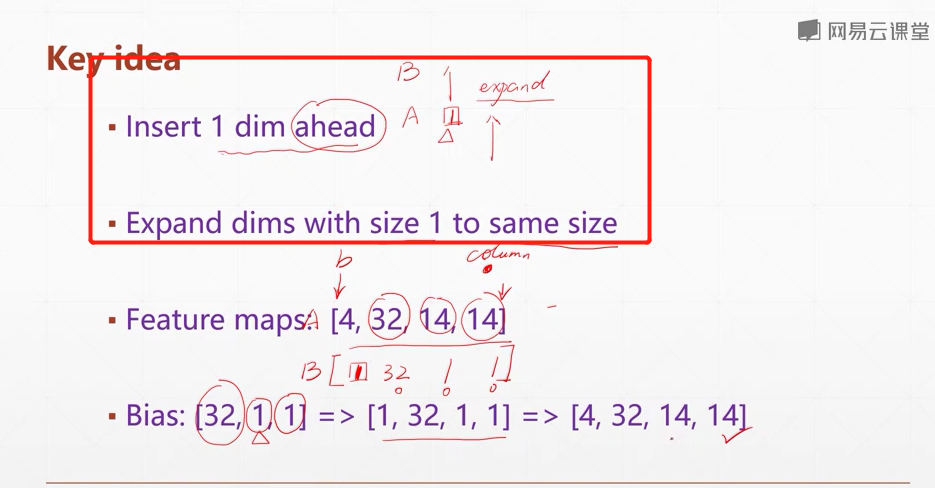 网易云课堂
Key idea
B
expand
▪ Insert 1 dim ahead
A 1
▪ Expand dims with size 1 to same size
b
column
▪ Feature maps: [4, 32, 14, 14]
A
B [1 32 1 1]
▪ Bias: [32, 1, 1] => [1, 32, 1, 1] => [4, 32, 14, 14]